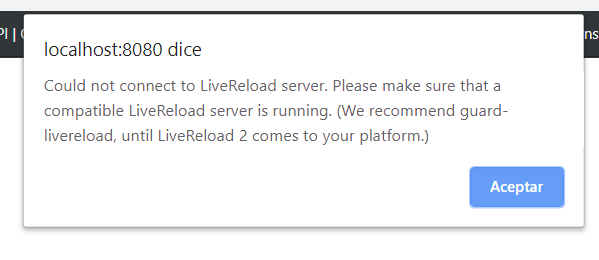 PI |
localhost:8080 dice
Could not connect to LiveReload server. Please make sure that a
compatible LiveReload server is running. (We recommend guard-
livereload, until LiveReload 2 comes to your platform.)
Aceptar